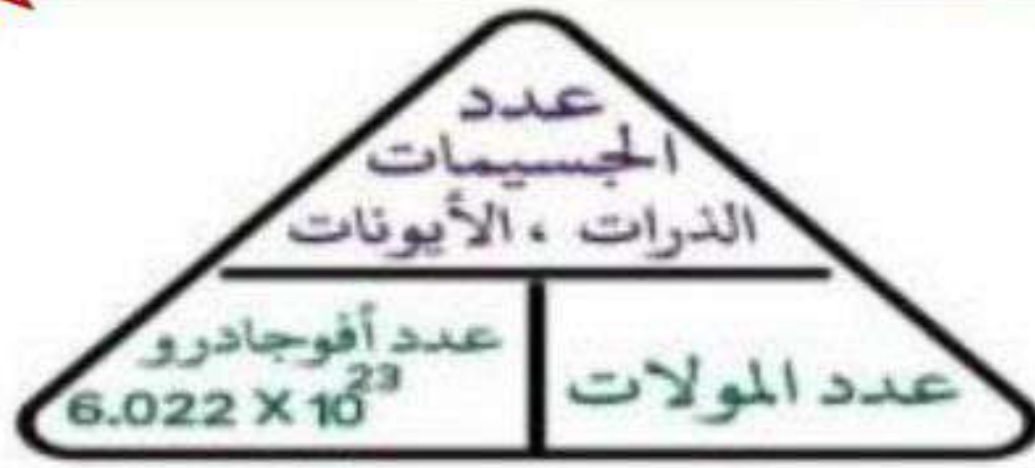 عدد
الجسيمات
الذرات ، الأيونات
عدد المولات
عدد أفوجادرو
6.022 X 10²³